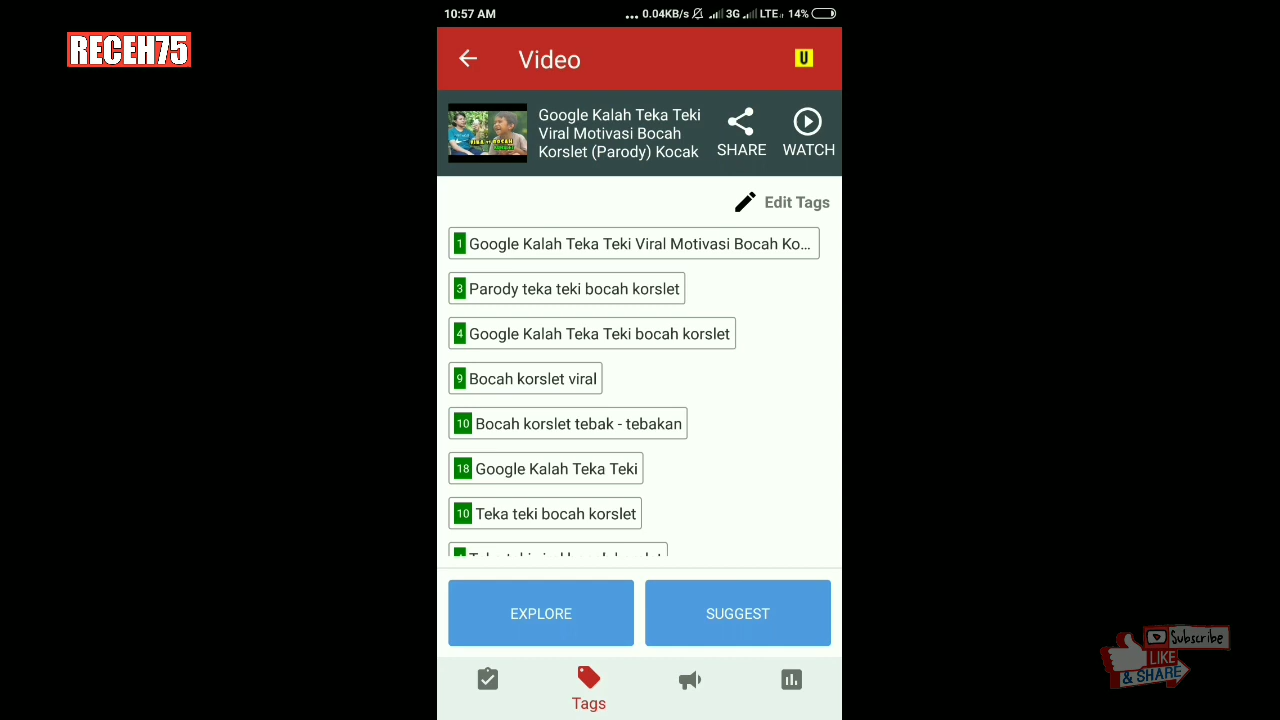 RECEH75
10:57 AM
... 0.04KB/s 3G LTE 14%
Video
U
Google Kalah Teka Teki
Viral Motivasi Bocah
Korslet (Parody) Kocak
SHARE
WATCH
Edit Tags
1 Google Kalah Teka Teki Viral Motivasi Bocah Ko...
3 Parody teka teki bocah korslet
4 Google Kalah Teka Teki bocah korslet
9 Bocah korslet viral
10 Bocah korslet tebak - tebakan
18 Google Kalah Teka Teki
10 Teka teki bocah korslet
EXPLORE
SUGGEST
Tags
Subscribe
LIKE
& SHARE